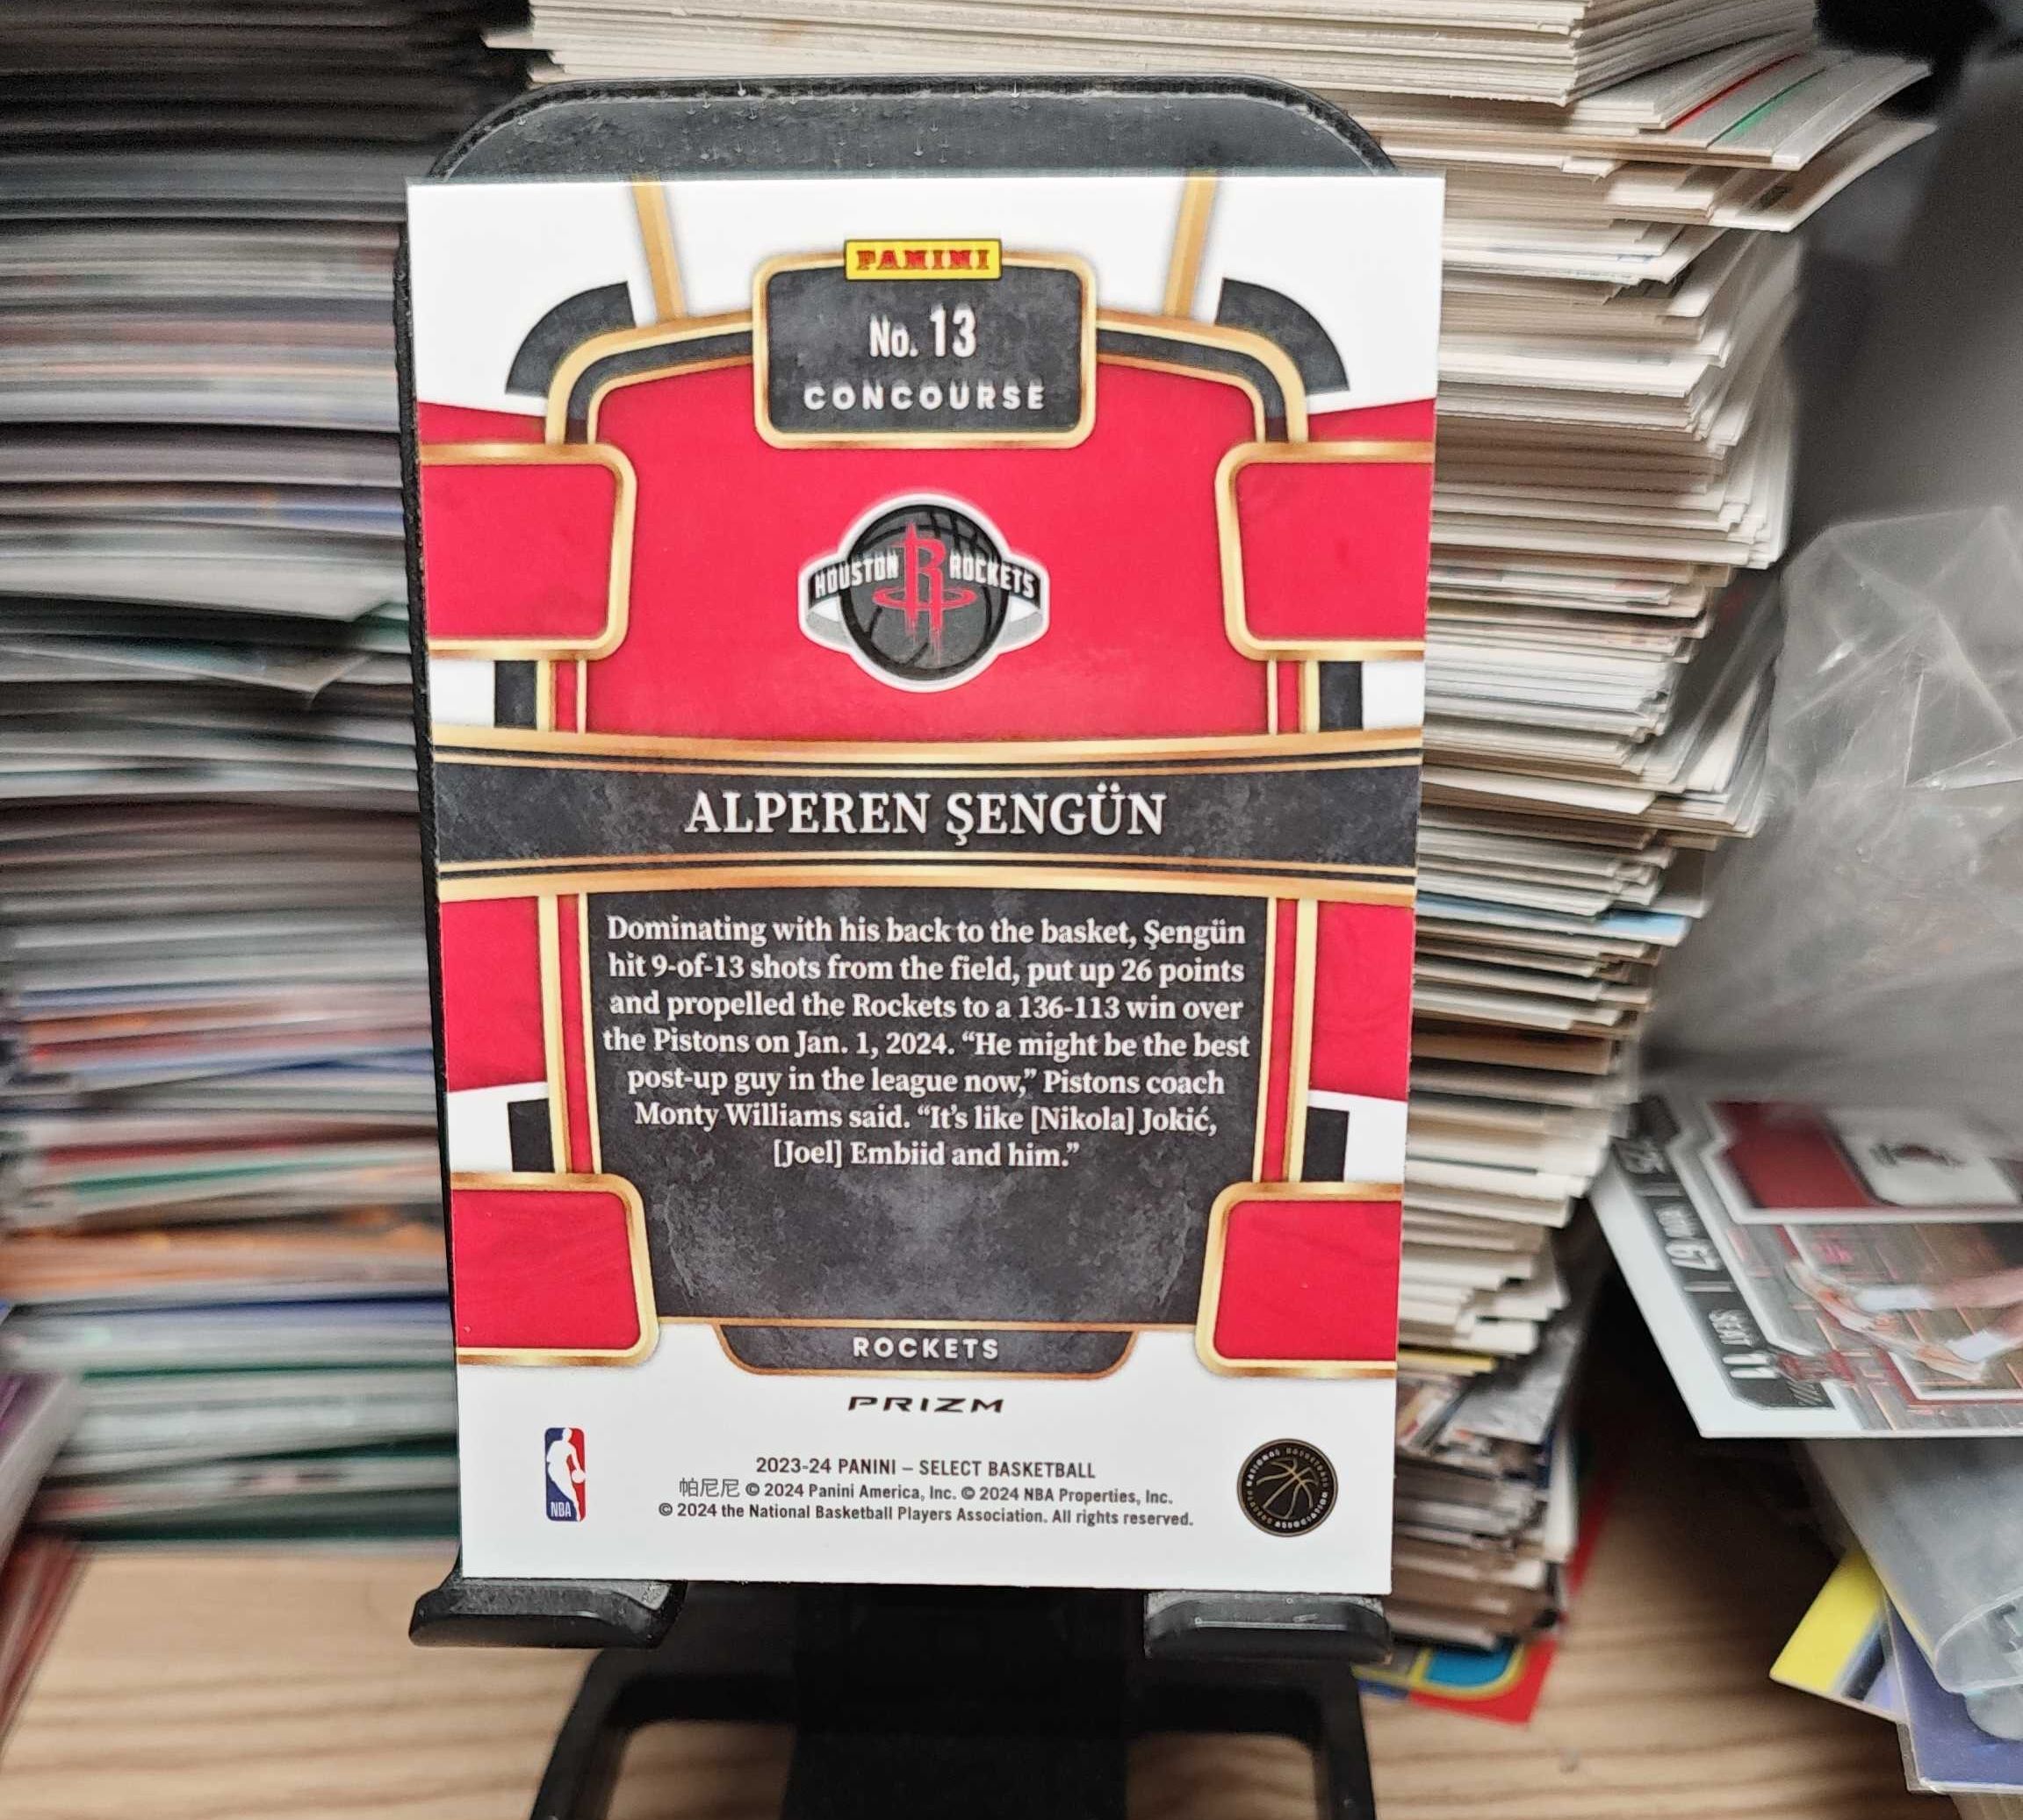 PANINI
No. 13
CONCOURSE
HOUSTON R ROCKETS
ALPEREN ŞENGÜN
Dominating with his back to the basket, Şengün
hit 9-of-13 shots from the field, put up 26 points
and propelled the Rockets to a 136-113 win over
the Pistons on Jan. 1, 2024. “He might be the best
post-up guy in the league now,” Pistons coach
Monty Williams said. “It’s like [Nikola] Jokić,
[Joel] Embiid and him.”
ROCKETS
PRIZM
NBA
2023-24 PANINI – SELECT BASKETBALL
帕尼尼 © 2024 Panini America, Inc. © 2024 NBA Properties, Inc.
© 2024 the National Basketball Players Association. All rights reserved.
NATIONAL BASKETBALL PLAYERS ASSOCIATION